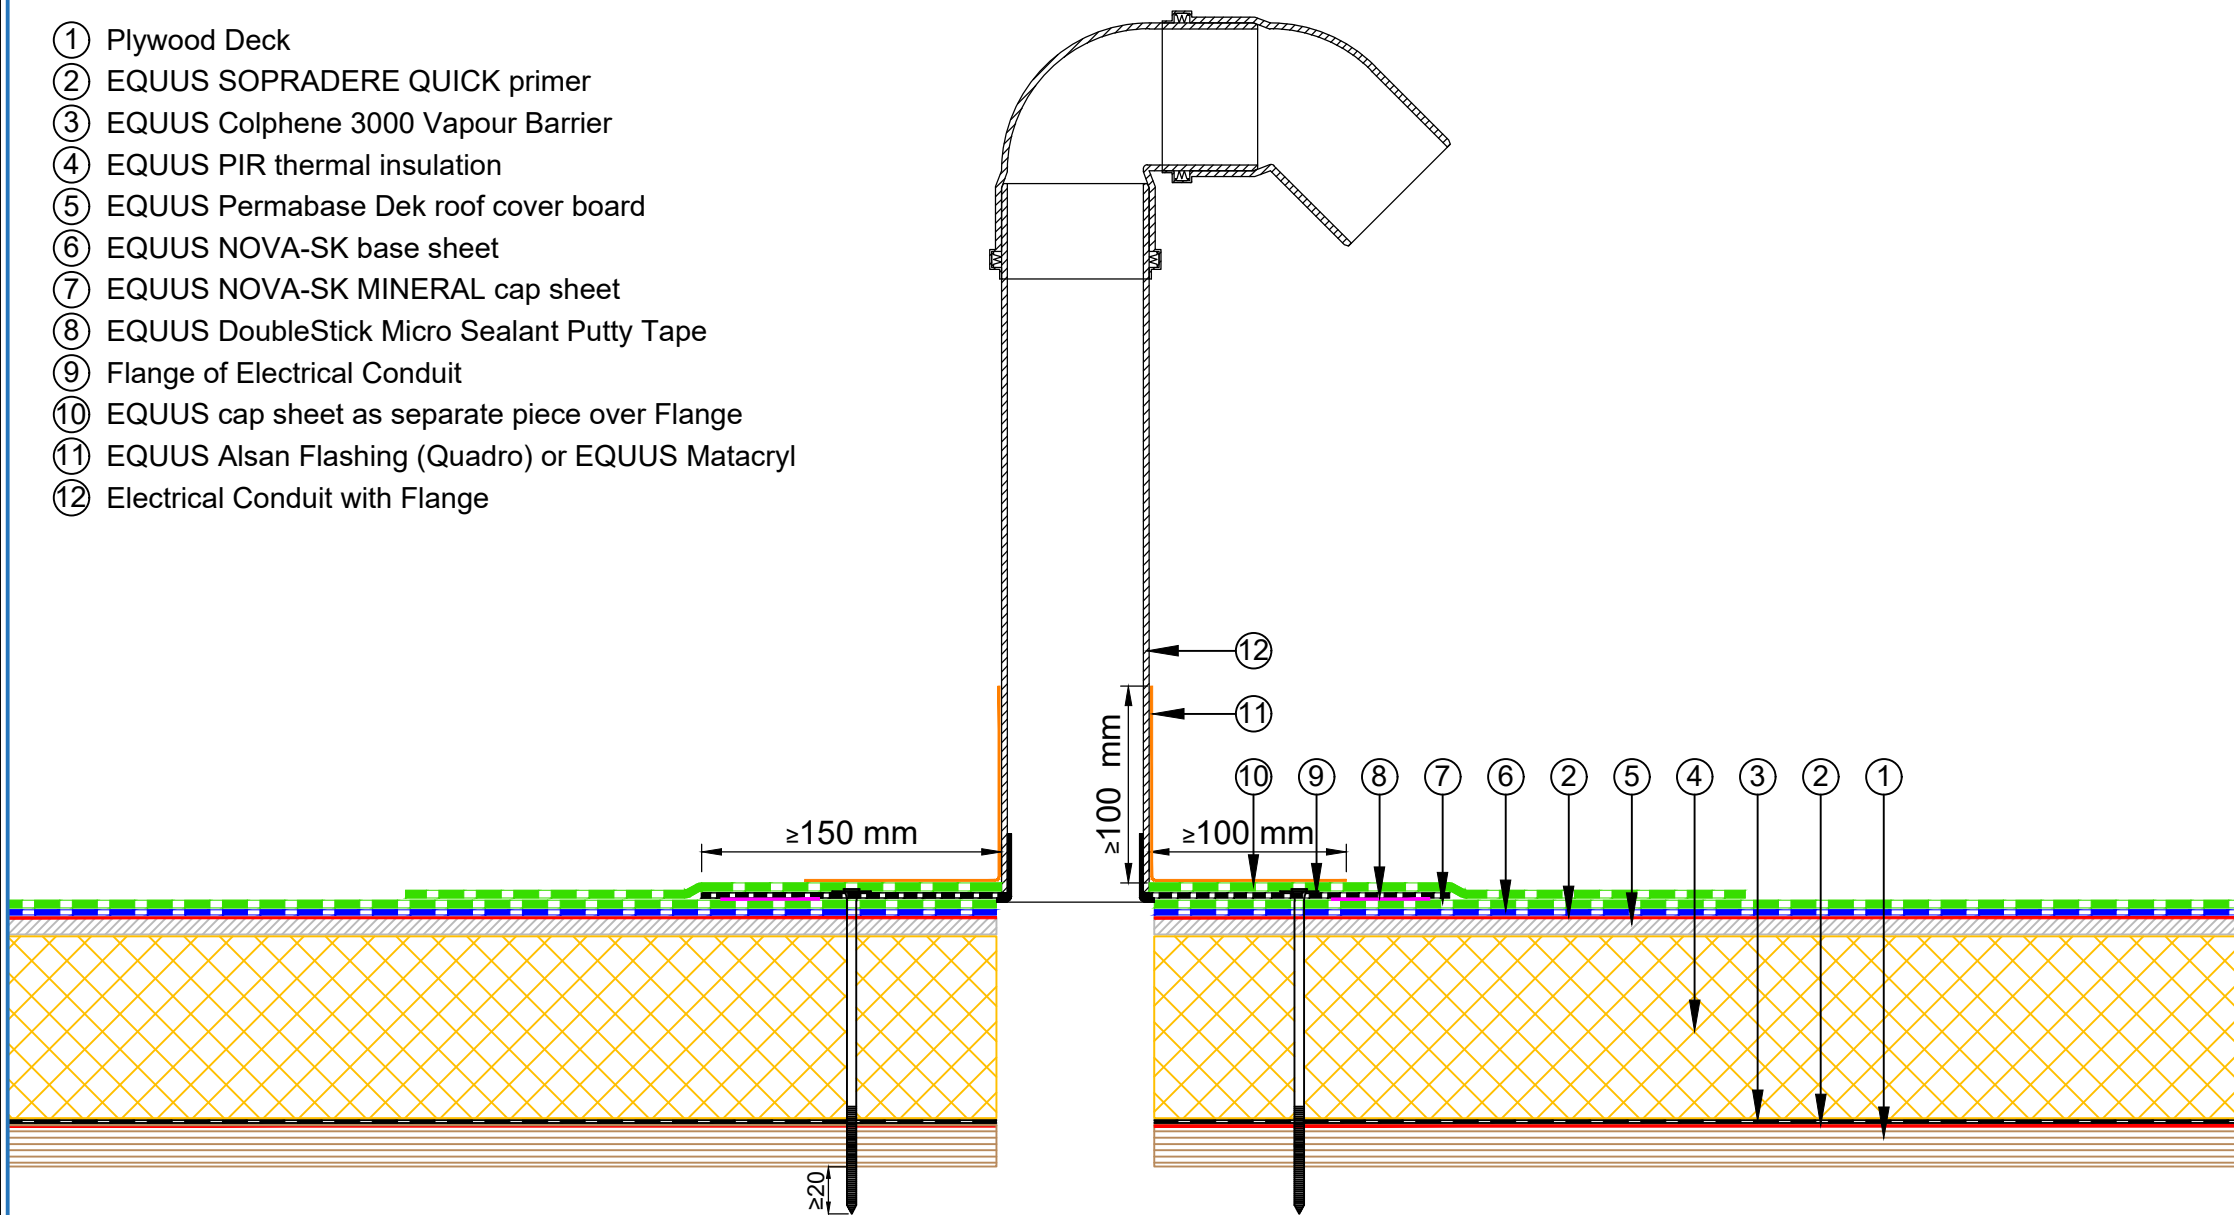 1 Plywood Deck
2 EQUUS SOPRADERE QUICK primer
3 EQUUS Colphene 3000 Vapour Barrier
4 EQUUS PIR thermal insulation
5 EQUUS Permabase Dek roof cover board
6 EQUUS NOVA-SK base sheet
7 EQUUS NOVA-SK MINERAL cap sheet
8 EQUUS DoubleStick Micro Sealant Putty Tape
9 Flange of Electrical Conduit
10 EQUUS cap sheet as separate piece over Flange
11 EQUUS Alsan Flashing (Quadro) or EQUUS Matacryl
12 Electrical Conduit with Flange
12
11
10 9 8 7 6 2 5 4 3 2 1
≥150 mm
≥100 mm
≥100 mm
≥20